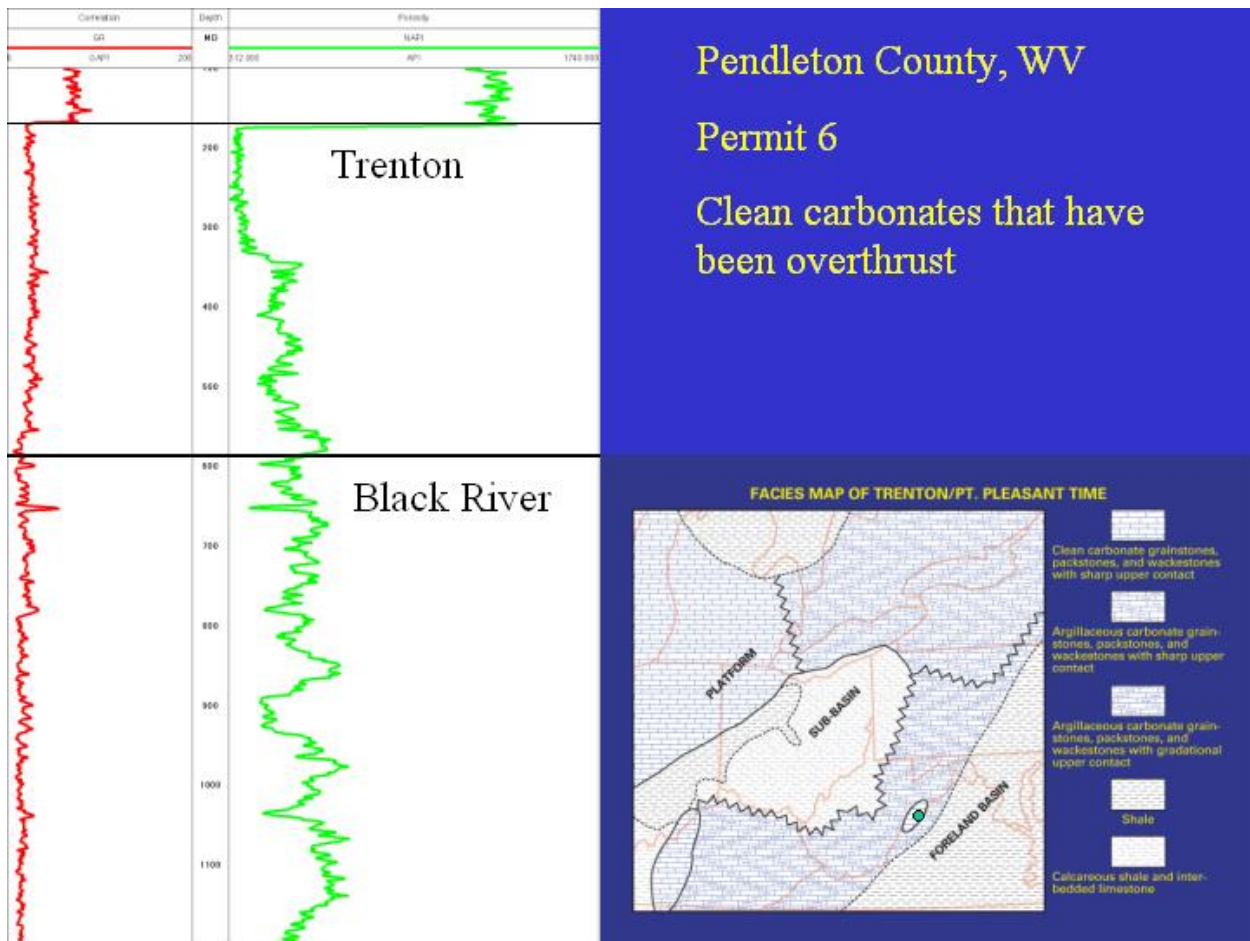 Correlation
Depth
Porosity
GR
MD
NAPI
GAPI 200
API 1740.000
200
300
400
500
600
700
800
900
1000
1100
Trenton
Black River
Pendleton County, WV
Permit 6
Clean carbonates that have
been overthrust
FACIES MAP OF TRENTON/PT. PLEASANT TIME
PLATFORM
SUB-BASIN
FORELAND BASIN
Clean carbonate grainstones,
packstones, and wackestones
with sharp upper contact
Argillaceous carbonate grain-
stones, packstones, and
wackestones with sharp upper
contact
Argillaceous carbonate grain-
stones, packstones, and
wackestones with gradational
upper contact
Shale
Calcareous shale and inter-
bedded limestone